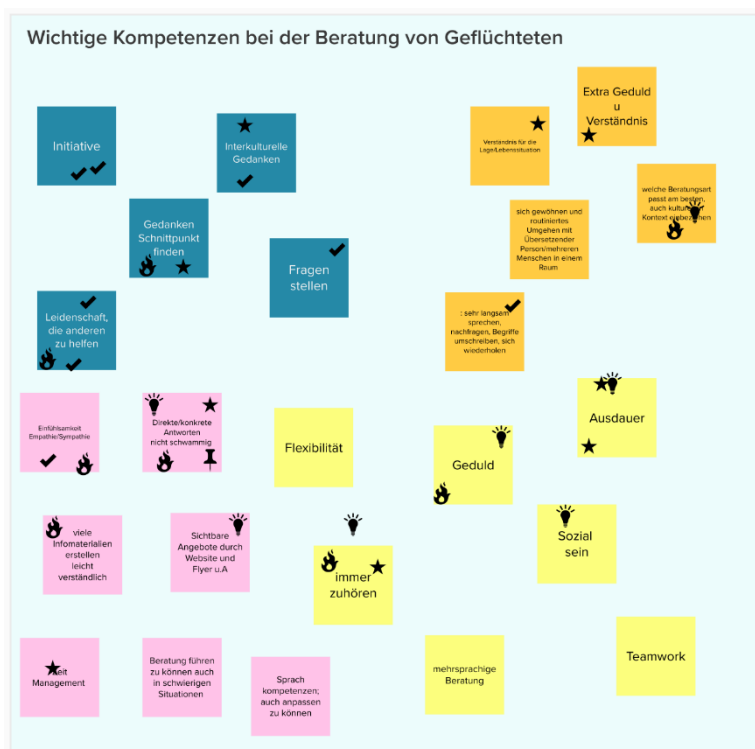 Wichtige Kompetenzen bei der Beratung von Geflüchteten
Initiative
Interkulturelle
Gedanken
Gedanken
Schnittpunkt
finden
Fragen
stellen
Leidenschaft,
die anderen
zu helfen
Verständnis für die
Lage/Lebenssituation
Extra Geduld
u
Verständnis
welche Beratungsart
passt am besten,
auch kulturell
Kontext einbeziehen
sich gewöhnen und
routiniertes
Umgehen mit
Übersetzender
Person/mehreren
Menschen in einem
Raum
: sehr langsam
sprechen,
nachfragen, Begriffe
umschreiben, sich
wiederholen
Einfühlsamkeit
Empathie/Sympathie
Direkte/konkrete
Antworten
nicht schwammig
viele
Infomaterialien
erstellen
leicht
verständlich
Sichtbare
Angebote durch
Website und
Flyer u.A
Zeit
Management
Beratung führen
zu können auch
in schwierigen
Situationen
Sprach
kompetenzen;
auch anpassen
zu können
Flexibilität
Geduld
Ausdauer
immer
zuhören
Sozial
sein
mehrsprachige
Beratung
Teamwork